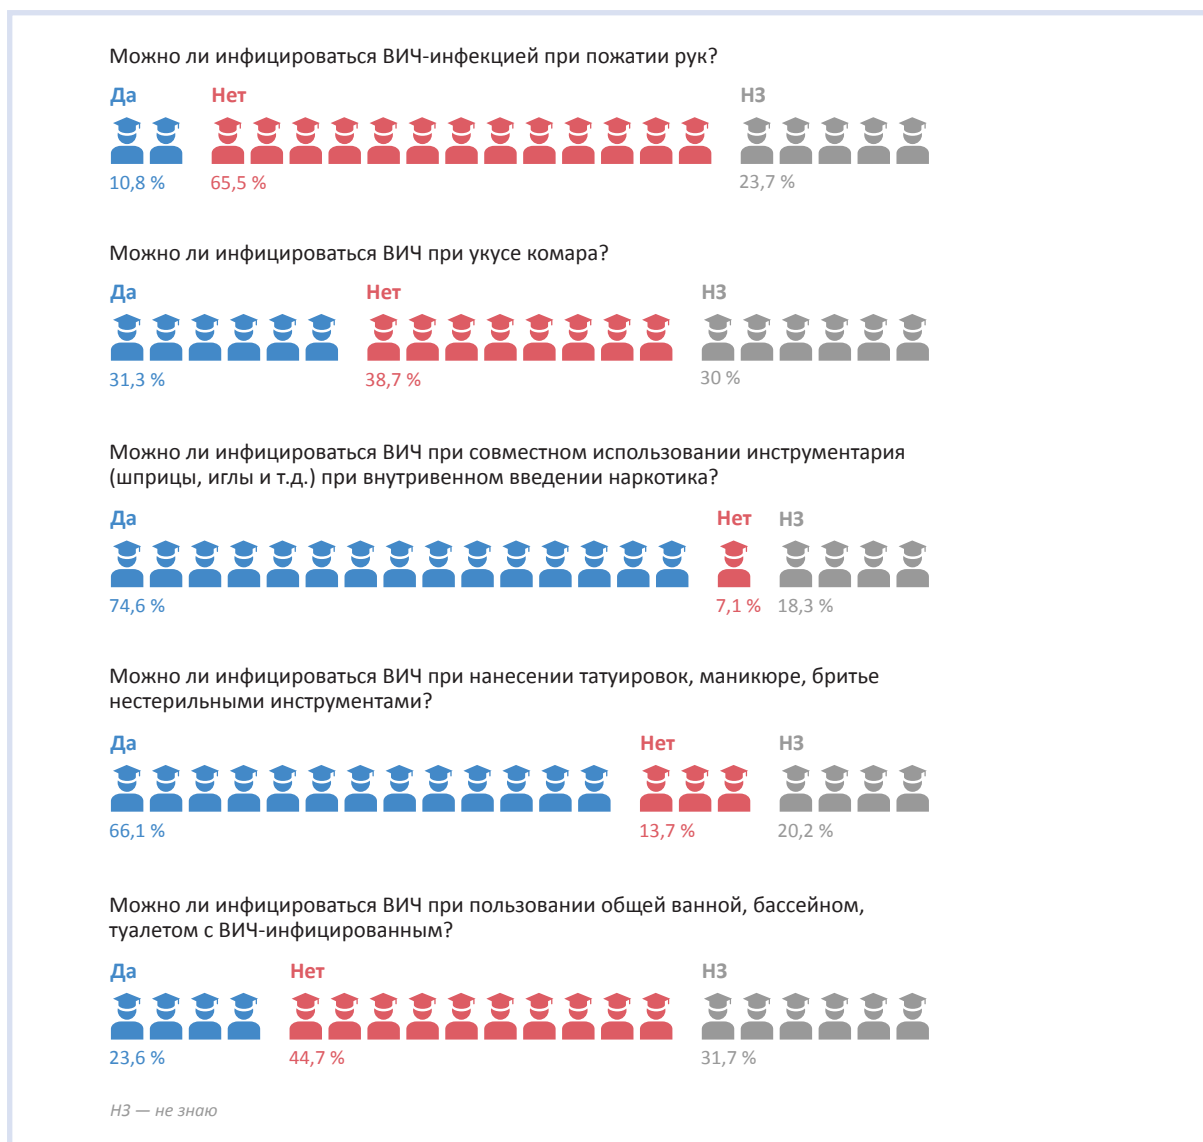 Можно ли инфицироваться ВИЧ-инфекцией при пожатии рук?
Да Нет НЗ
10,8 % 65,5 % 23,7 %
Можно ли инфицироваться ВИЧ при укусе комара?
Да Нет НЗ
31,3 % 38,7 % 30 %
Можно ли инфицироваться ВИЧ при совместном использовании инструментария
(шприцы, иглы и т.д.) при внутривенном введении наркотика?
Да Нет НЗ
74,6 % 7,1 % 18,3 %
Можно ли инфицироваться ВИЧ при нанесении татуировок, маникюре, бритье
нестерильными инструментами?
Да Нет НЗ
66,1 % 13,7 % 20,2 %
Можно ли инфицироваться ВИЧ при пользовании общей ванной, бассейном,
туалетом с ВИЧ-инфицированным?
Да Нет НЗ
23,6 % 44,7 % 31,7 %
НЗ — не знаю